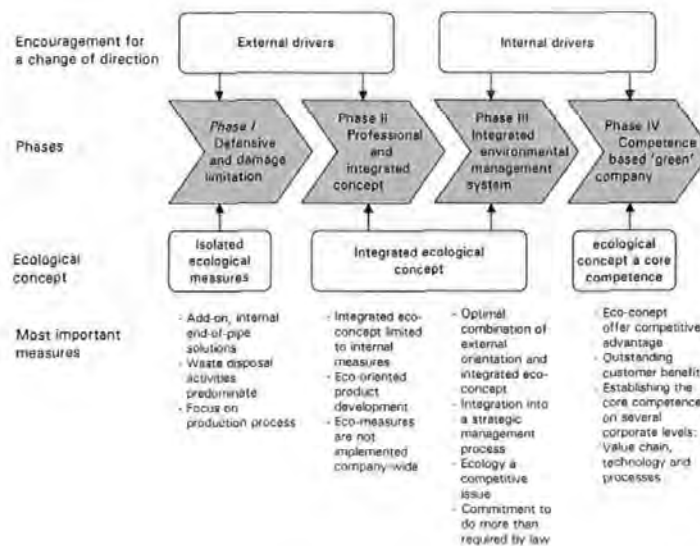 Encouragement for
a change of direction
External drivers
Internal drivers
Phases
Phase I
Defensive
and damage
limitation
Phase II
Professional
and
integrated
concept
Phase III
Integrated
environmental
management
system
Phase IV
Competence
based 'green'
company
Ecological
concept
Isolated
ecological
measures
Integrated ecological
concept
ecological
concept a core
competence
Most important
measures
- Add-on, internal
end-of-pipe
solutions
- Waste disposal
activities
predominate
- Focus on
production process
- Integrated eco-
concept limited
to internal
measures
- Eco-oriented
product
development
- Eco-measures
are not
implemented
company-wide
- Optimal
combination of
external
orientation and
integrated eco-
concept
- Integration into
a strategic
management
process
- Ecology a
competitive
issue
- Commitment to
do more than
required by law
- Eco-conept
offer competitive
advantage
- Outstanding
customer benefit
- Establishing the
core competence
on several
corporate levels:
Value chain,
technology and
processes